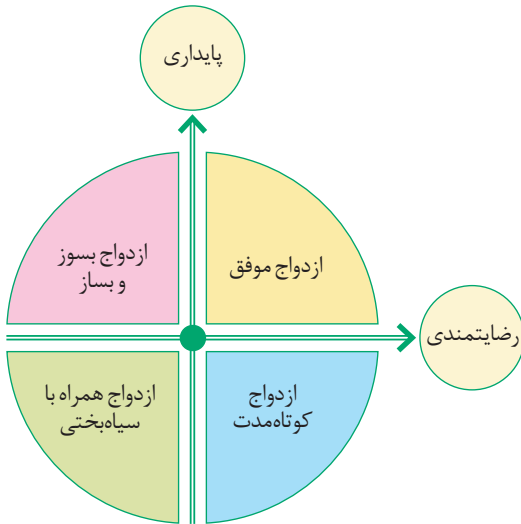 پایداری
ازدواج موفق
ازدواج بسوز
و بساز
رضایتمندی
ازدواج
کوتاه‌مدت
ازدواج همراه با
سیاه‌بختی